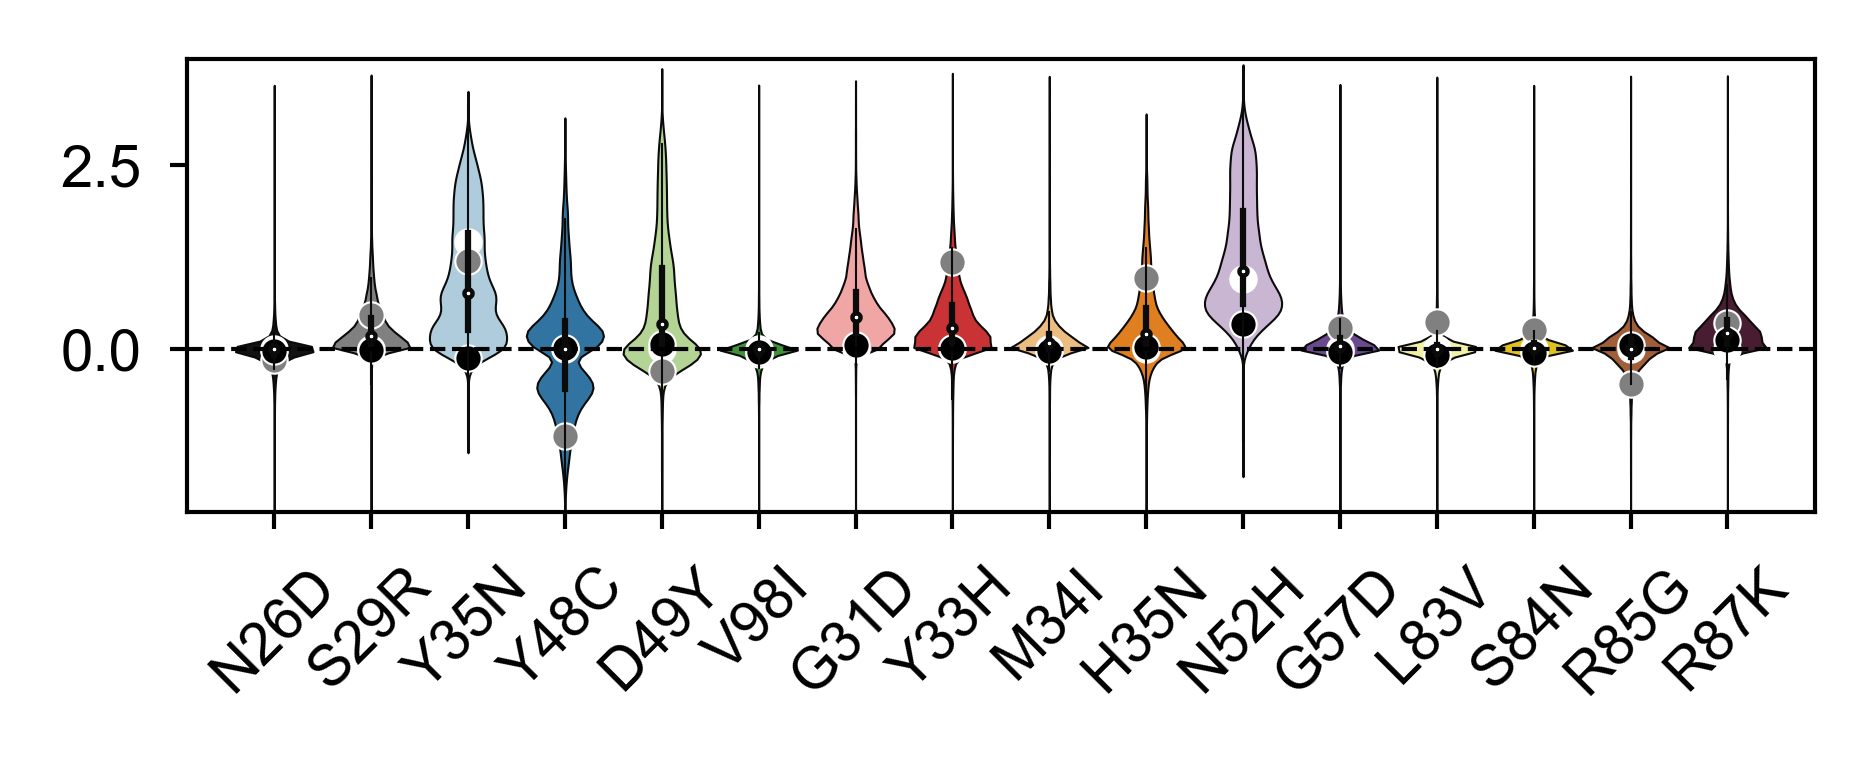 2.5
0.0
N26D
S29R
Y35N
Y48C
D49Y
V98I
G31D
Y33H
M34I
H35N
N52H
G57D
L83V
S84N
R85G
R87K